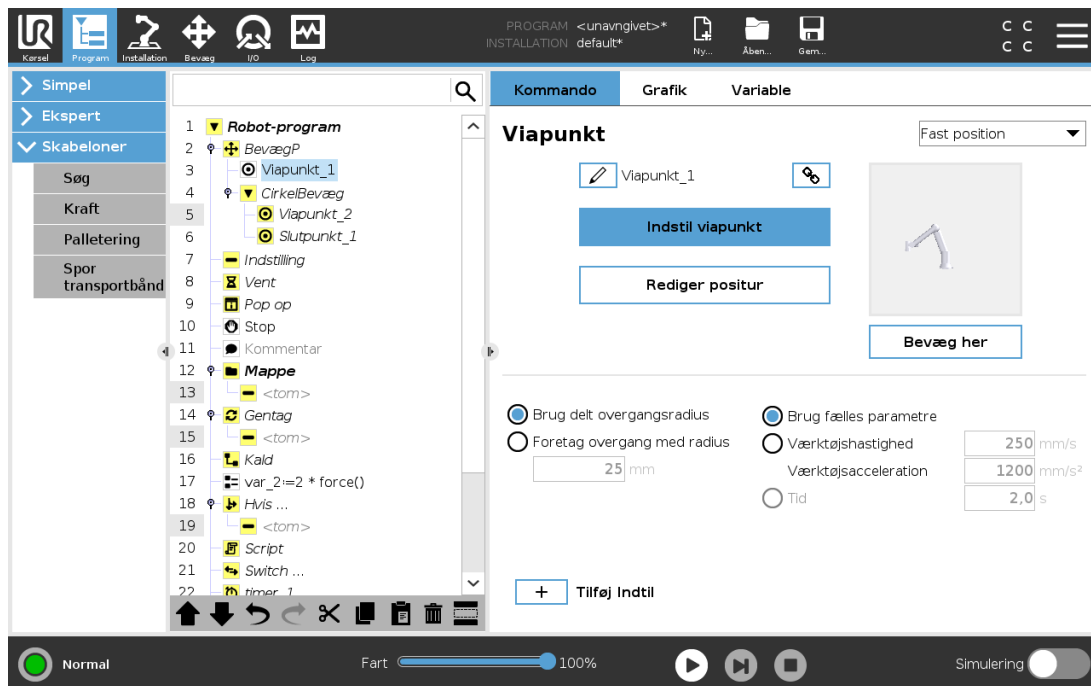 PROGRAM <unavngivet>*
INSTALLATION default*
UR
Kørsel
Program
Installation
Bevæg
I/O
Log
Ny...
Åben...
Gem...
C C
C C
Simpel
Ekspert
Skabeloner
Søg
Kraft
Palletering
Spor
transportbånd
1 Robot-program
2 BevægP
3 Viapunkt_1
4 CirkelBevæg
5 Viapunkt_2
6 Slutpunkt_1
7 Indstilling
8 Vent
9 Pop op
10 Stop
11 Kommentar
12 Mappe
13 <tom>
14 Gentag
15 <tom>
16 Kald
17 var_2:=2 * force()
18 Hvis ...
19 <tom>
20 Script
21 Switch ...
22 timer_1
Kommando
Grafik
Variable
Viapunkt
Fast position
Viapunkt_1
Indstil viapunkt
Rediger positur
Bevæg her
Brug delt overgangsradius
Foretag overgang med radius
25 mm
Brug fælles parametre
Værktøjshastighed 250 mm/s
Værktøjsacceleration 1200 mm/s²
Tid 2,0 s
+ Tilføj Indtil
Normal
Fart 100%
Simulering